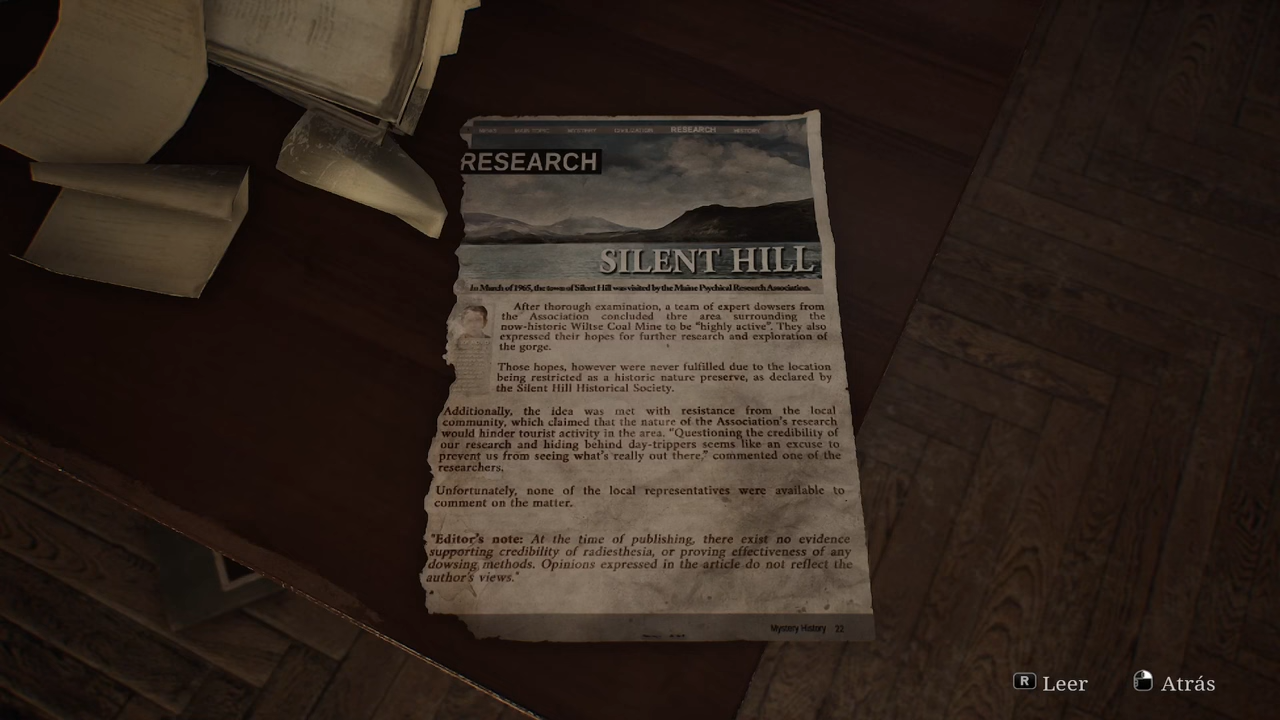 RESEARCH HISTORY
RESEARCH
SILENT HILL
In March of 1965, the town of Silent Hill was visited by the Maine Psychical Research Association.
After thorough examination, a team of expert dowsers from
the Association concluded thre area surrounding the
now-historic Wiltse Coal Mine to be "highly active". They also
expressed their hopes for further research and exploration of
the gorge.
Those hopes, however were never fulfilled due to the location
being restricted as a historic nature preserve, as declared by
the Silent Hill Historical Society.
Additionally, the idea was met with resistance from the local
community, which claimed that the nature of the Association's research
would hinder tourist activity in the area. "Questioning the credibility of
our research and hiding behind day-trippers seems like an excuse to
prevent us from seeing what's really out there," commented one of the
researchers.
Unfortunately, none of the local representatives were available to
comment on the matter.
"Editor's note: At the time of publishing, there exist no evidence
supporting credibility of radiesthesia, or proving effectiveness of any
dowsing methods. Opinions expressed in the article do not reflect the
author's views."
Mystery History 22
R Leer Atrás